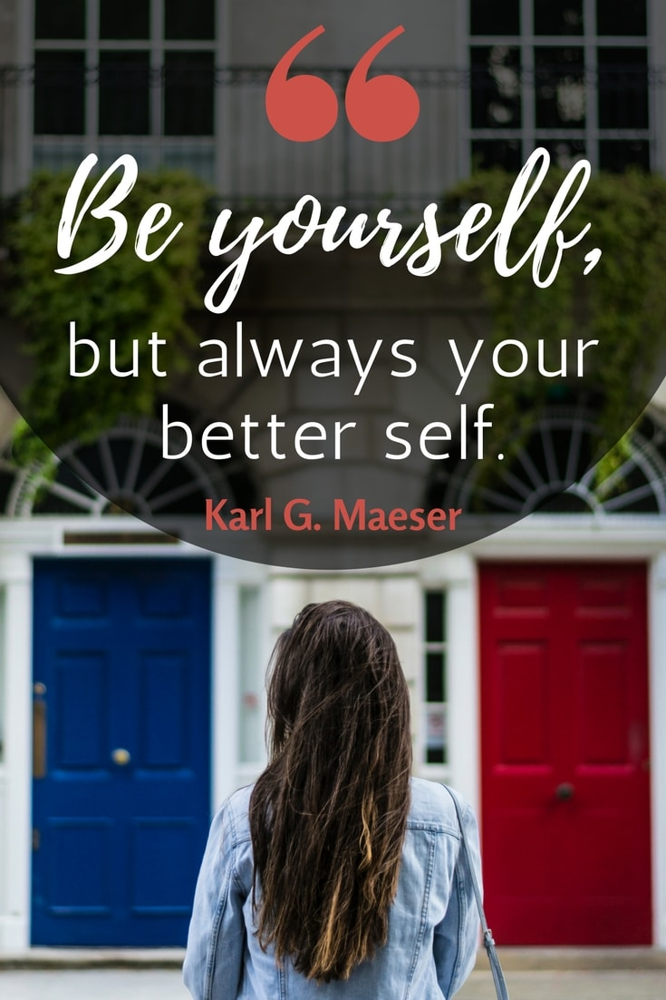 “
Be yourself,
but always your
better self.
Karl G. Maeser